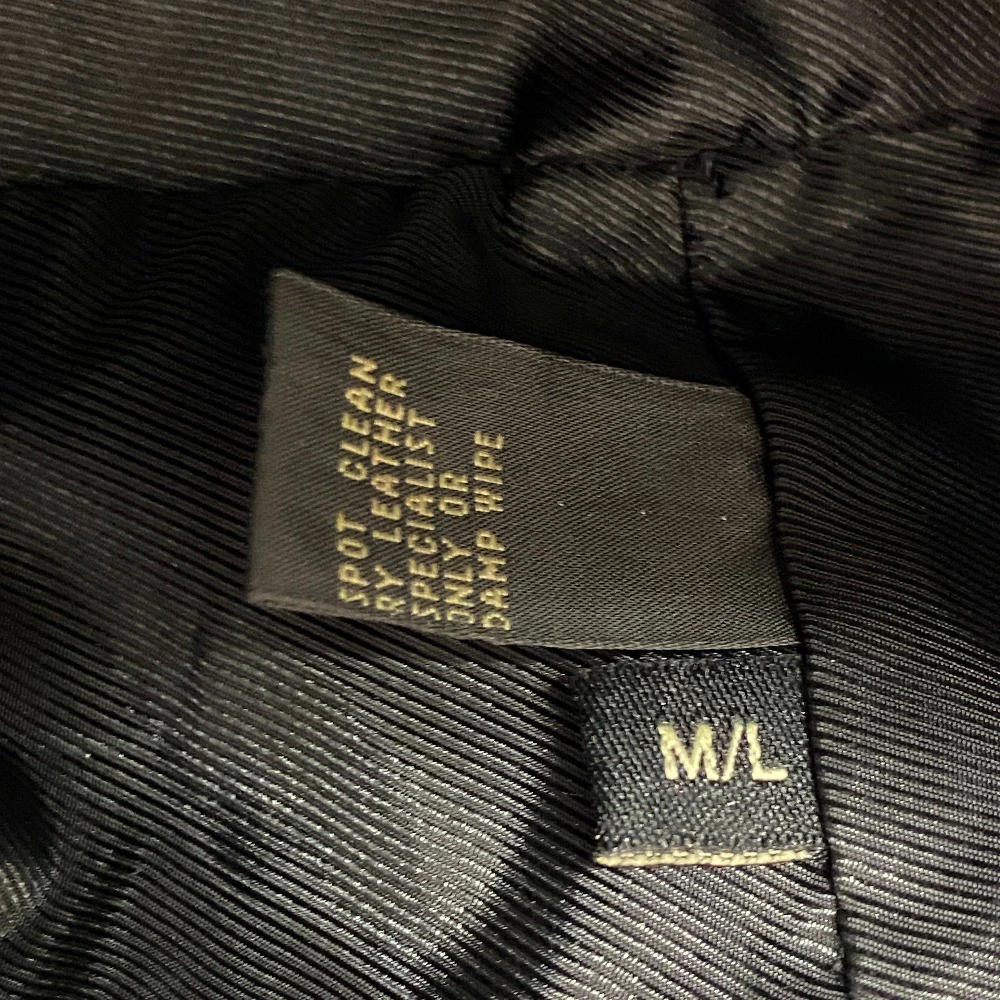 SPOT CLEAN
RY LEATHER
SPECIALIST
ONLY OR
DAMP WIPE
M/L